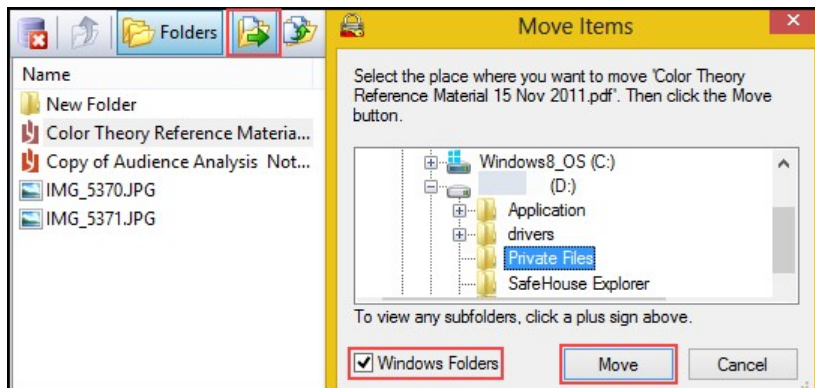 Folders
Name
New Folder
Color Theory Reference Materia...
Copy of Audience Analysis Not...
IMG_5370.JPG
IMG_5371.JPG
Move Items
Select the place where you want to move 'Color Theory
Reference Material 15 Nov 2011.pdf'. Then click the Move
button.
Windows8_OS (C:)
(D:)
Application
drivers
Private Files
SafeHouse Explorer
To view any subfolders, click a plus sign above.
Windows Folders
Move
Cancel